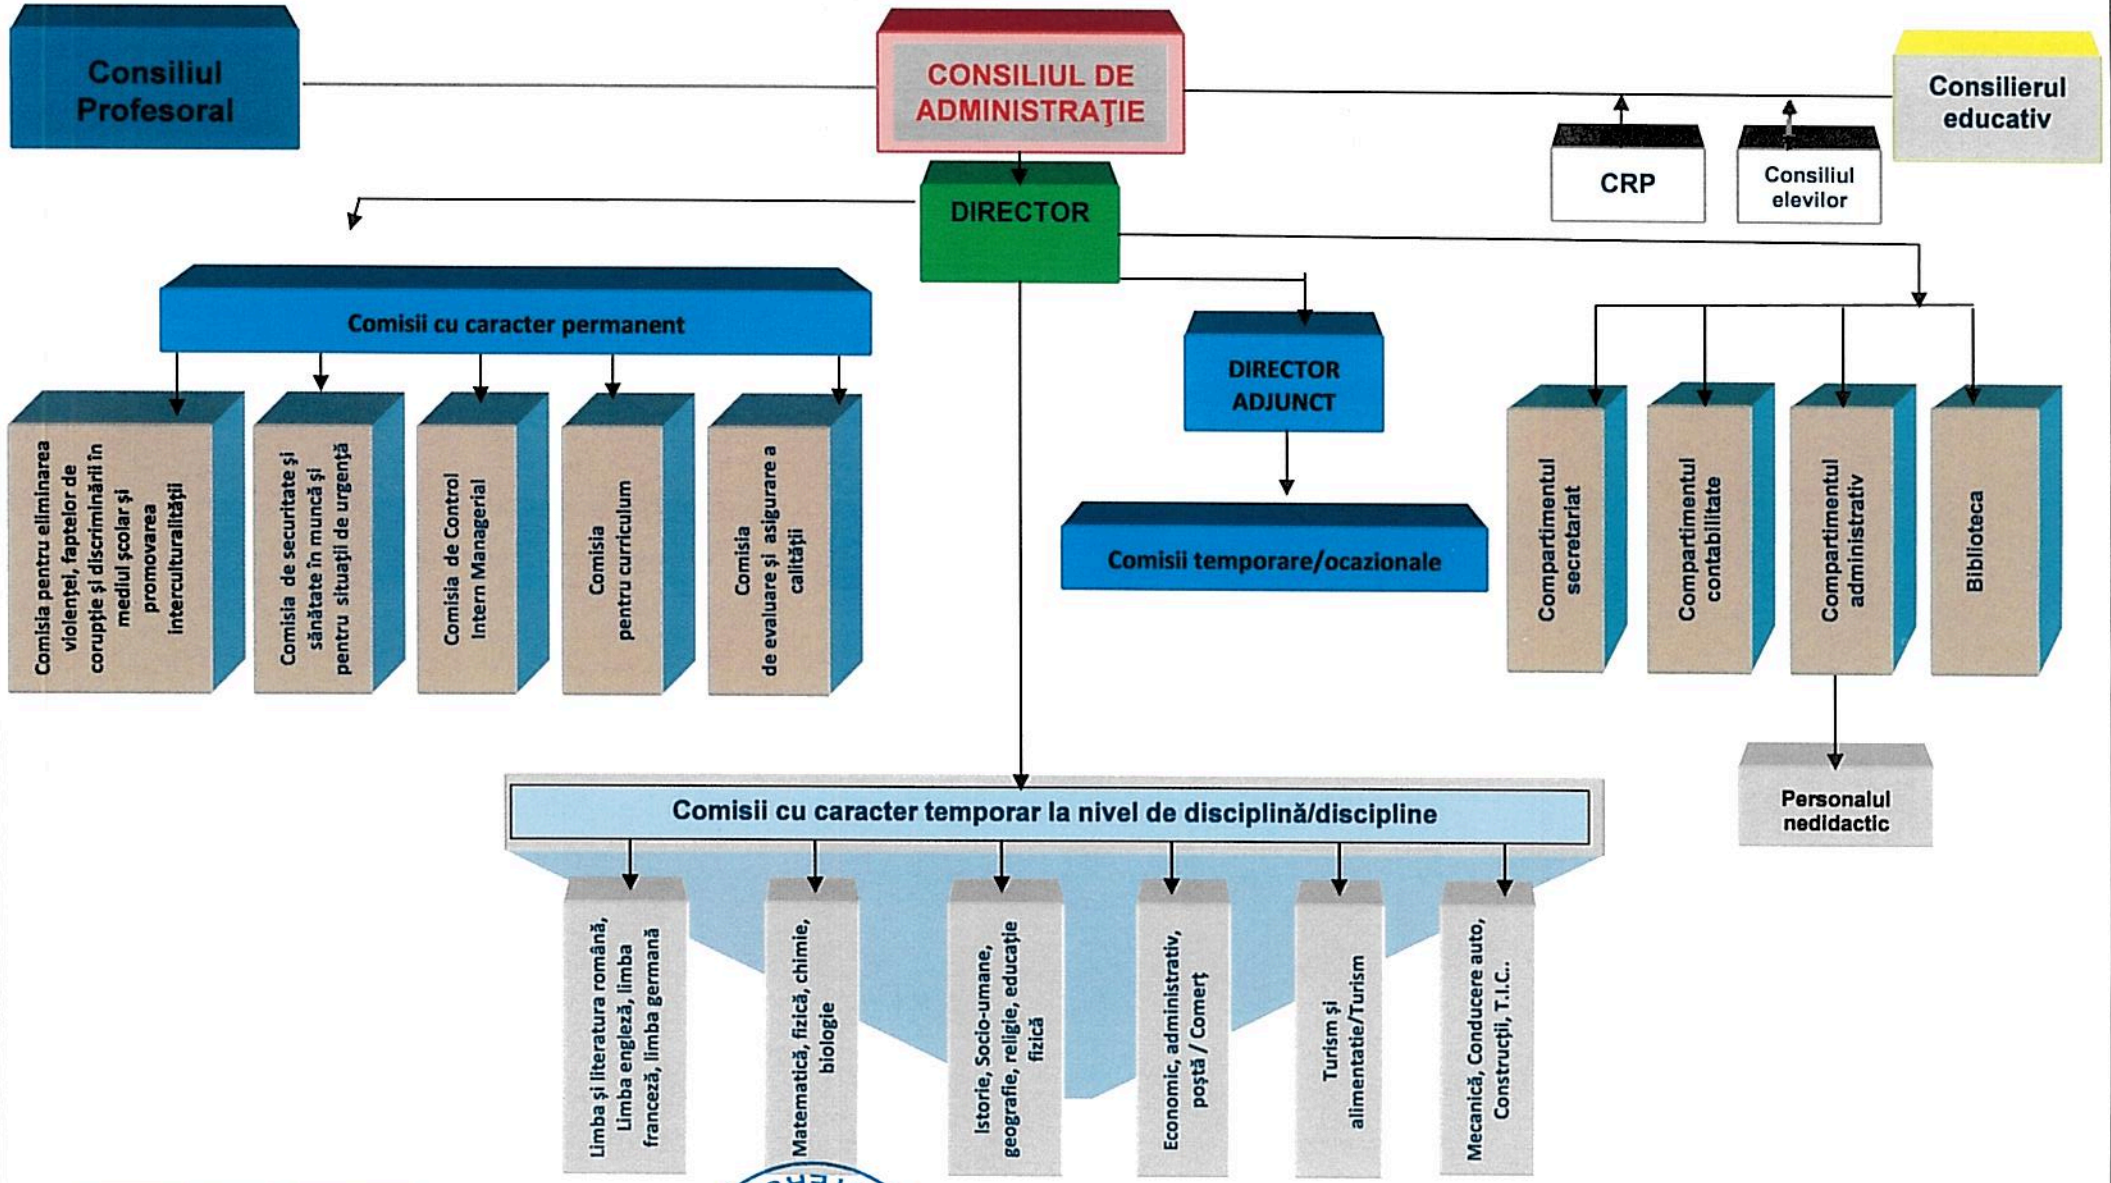 Consiliul
Profesoral
CONSILIUL DE
ADMINISTRAŢIE
Consilierul
educativ
CRP
Consiliul
elevilor
DIRECTOR
Comisii cu caracter permanent
DIRECTOR
ADJUNCT
Comisii temporare/ocazionale
Comisia pentru eliminarea
violenţei, faptelor de
corupţie şi discriminării în
mediul şcolar şi
promovarea
interculturalităţii
Comisia de securitate şi
sănătate în muncă şi
pentru situaţii de urgenţă
Comisia de Control
Intern Managerial
Comisia
pentru curriculum
Comisia
de evaluare şi asigurare a
calităţii
Compartimentul
secretariat
Compartimentul
contabilitate
Compartimentul
administrativ
Biblioteca
Personalul
nedidactic
Comisii cu caracter temporar la nivel de disciplină/discipline
Limba şi literatura română,
Limba engleză, limba
franceză, limba germană
Matematică, fizică, chimie,
biologie
Istorie, Socio-umane,
geografie, religie, educaţie
fizică
Economic, administrativ,
poştă / Comerţ
Turism şi
alimentatie/Turism
Mecanică, Conducere auto,
Construcţii, T.I.C..